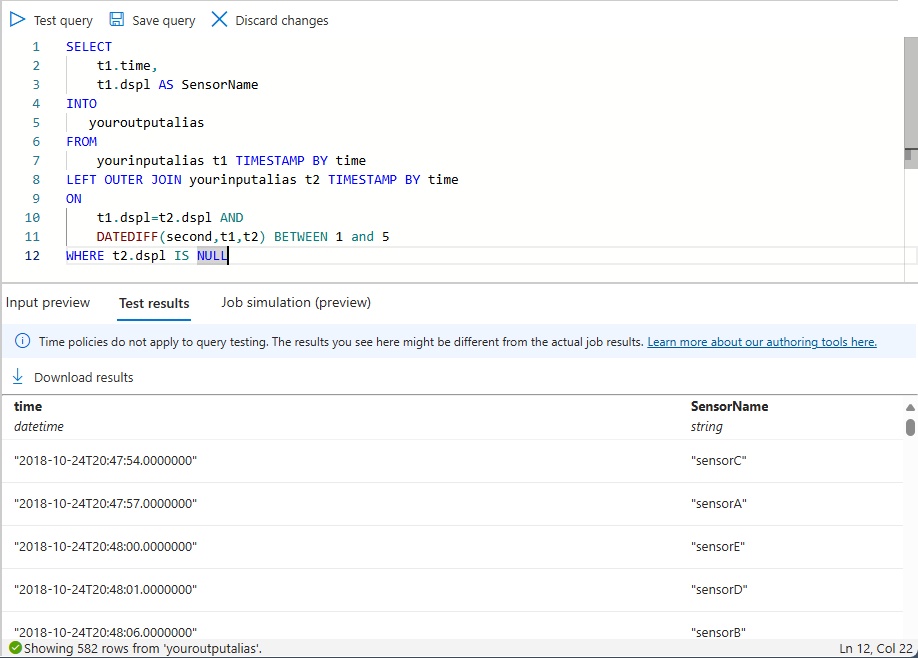 Test query Save query Discard changes
1 SELECT
2 t1.time,
3 t1.dspl AS SensorName
4 INTO
5 youroutputalias
6 FROM
7 yourinputalias t1 TIMESTAMP BY time
8 LEFT OUTER JOIN yourinputalias t2 TIMESTAMP BY time
9 ON
10 t1.dspl=t2.dspl AND
11 DATEDIFF(second,t1,t2) BETWEEN 1 and 5
12 WHERE t2.dspl IS NULL
Input preview Test results Job simulation (preview)
Time policies do not apply to query testing. The results you see here might be different from the actual job results. Learn more about our authoring tools here.
Download results
time SensorName
datetime string
"2018-10-24T20:47:54.0000000" "sensorC"
"2018-10-24T20:47:57.0000000" "sensorA"
"2018-10-24T20:48:00.0000000" "sensorE"
"2018-10-24T20:48:01.0000000" "sensorD"
"2018-10-24T20:48:06.0000000" "sensorB"
Showing 582 rows from 'youroutputalias'. Ln 12, Col 22